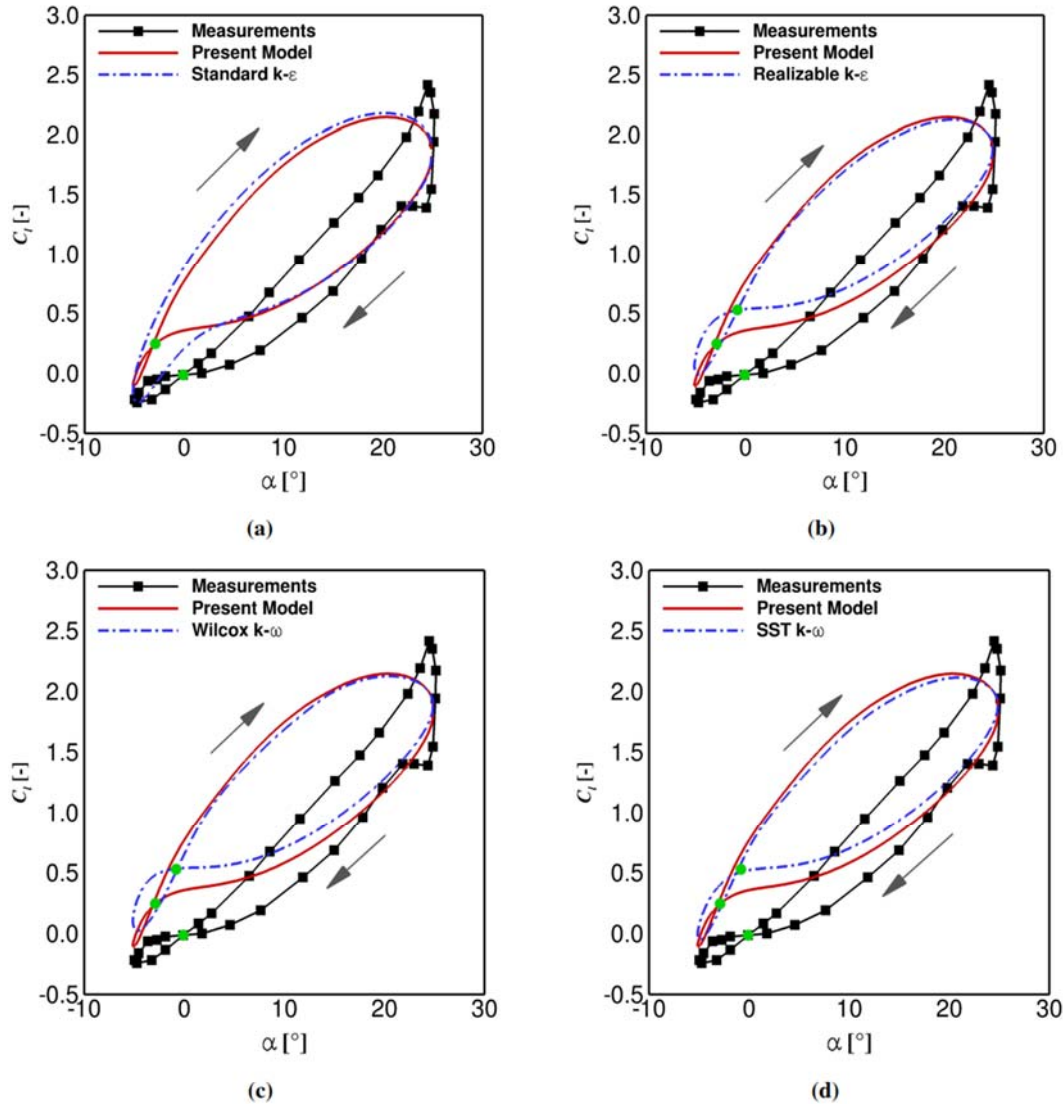 3.0
Measurements
Present Model
Standard k-ε
2.5
2.0
1.5
1.0
0.5
0.0
-0.5
C_l [-]
-10
0
10
20
30
α [°]
(a)
3.0
Measurements
Present Model
Realizable k-ε
2.5
2.0
1.5
1.0
0.5
0.0
-0.5
C_l [-]
-10
0
10
20
30
α [°]
(b)
3.0
Measurements
Present Model
Wilcox k-ω
2.5
2.0
1.5
1.0
0.5
0.0
-0.5
C_l [-]
-10
0
10
20
30
α [°]
(c)
3.0
Measurements
Present Model
SST k-ω
2.5
2.0
1.5
1.0
0.5
0.0
-0.5
C_l [-]
-10
0
10
20
30
α [°]
(d)